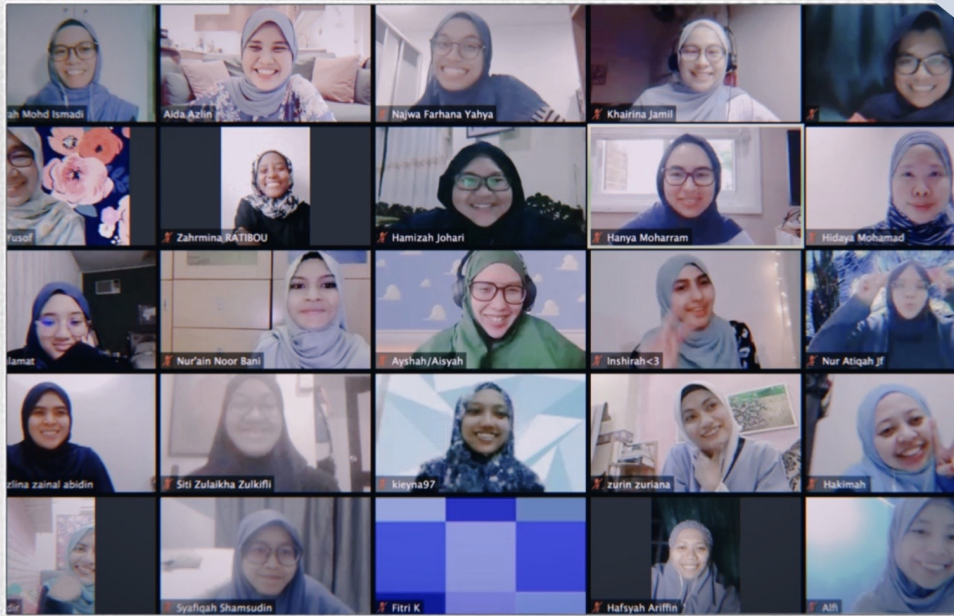 ah Mohd Ismadi
Aida Azlin
Najwa Farhana Yahya
Khairina Jamil
Yusof
Zahrmina RATIBOU
Hamizah Johari
Hanya Moharram
Hidaya Mohamad
lamat
Nur'ain Noor Bani
Ayshah/Aisyah
Inshirah<3
Nur Atiqah Jf
zlina zainal abidin
Siti Zulaikha Zulkifli
kieyna97
zurin zuriana
Hakimah
dir
Syafiqah Shamsudin
Fitri K
Hafsyah Ariffin
Alfi